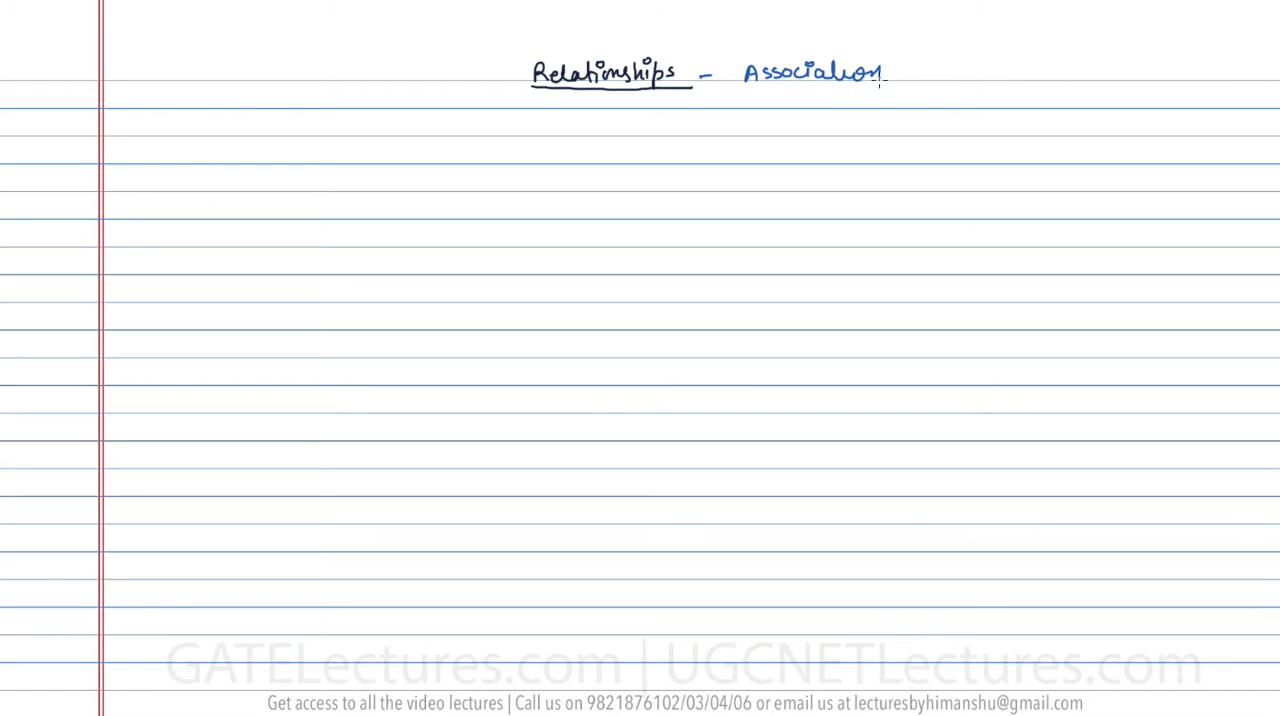 Relationships - Association
GATELectures.com | UGCNETLectures.com
Get access to all the video lectures | Call us on 9821876102/03/04/06 or email us at lecturesbyhimanshu@gmail.com